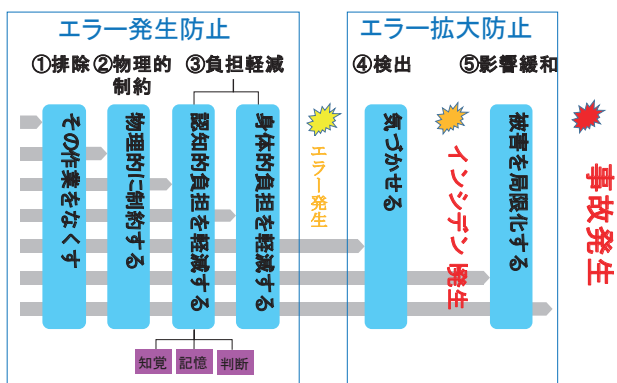 エラー発生防止
エラー拡大防止
①排除
②物理的
制約
③負担軽減
④検出
⑤影響緩和
その作業をなくす
物理的に制約する
認知的負担を軽減する
身体的負担を軽減する
エラー発生
気づかせる
インシデント発生
被害を局限化する
事故発生
知覚
記憶
判断